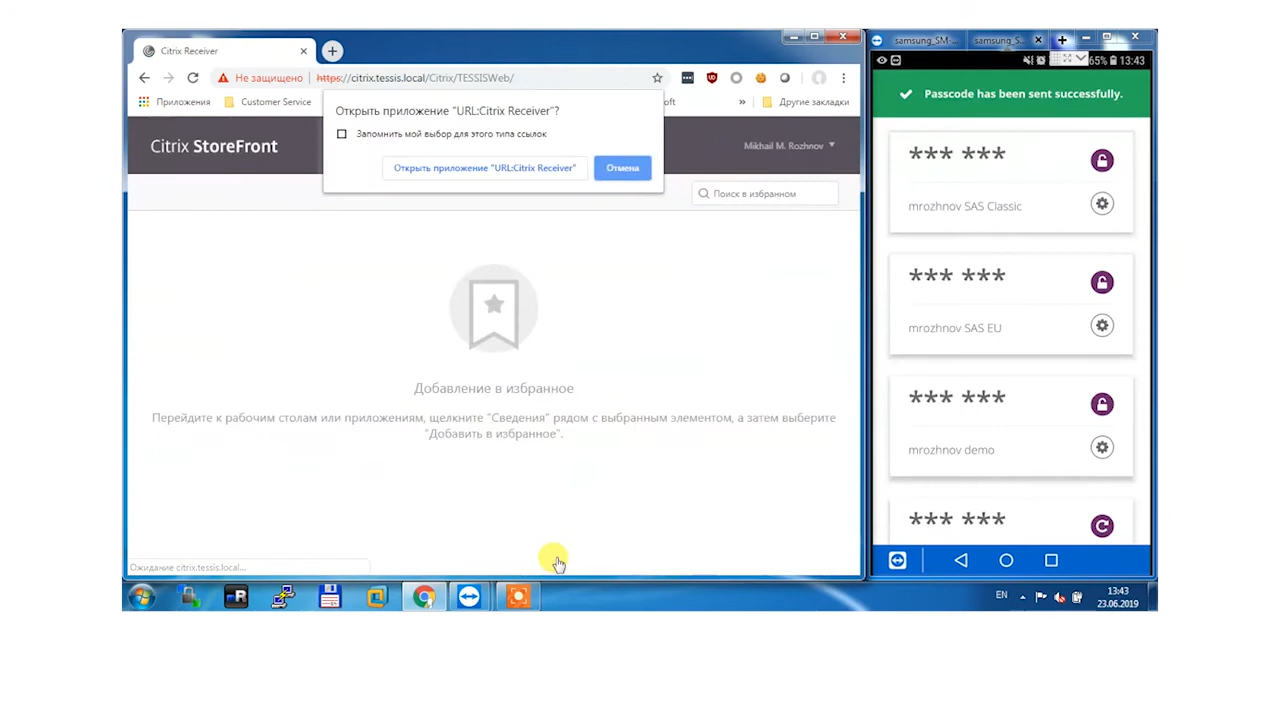 Citrix Receiver
Не защищено https://citrix.tessis.local/Citrix/TESSISWeb/
Приложения Customer Service
oft » Другие закладки
Открыть приложение "URL:Citrix Receiver"?
Запомнить мой выбор для этого типа ссылок
Открыть приложение "URL:Citrix Receiver" Отмена
Citrix StoreFront
Mikhail M. Rozhnov
Поиск в избранном
Добавление в избранное
Перейдите к рабочим столам или приложениям, щелкните "Сведения" рядом с выбранным элементом, а затем выберите
"Добавить в избранное".
Ожидание citrix.tessis.local...
samsung_SM-... samsung_S...
65% 13:43
Passcode has been sent successfully.
*** ***
mrozhnov SAS Classic
*** ***
mrozhnov SAS EU
*** ***
mrozhnov demo
*** ***
EN
13:43
23.06.2019